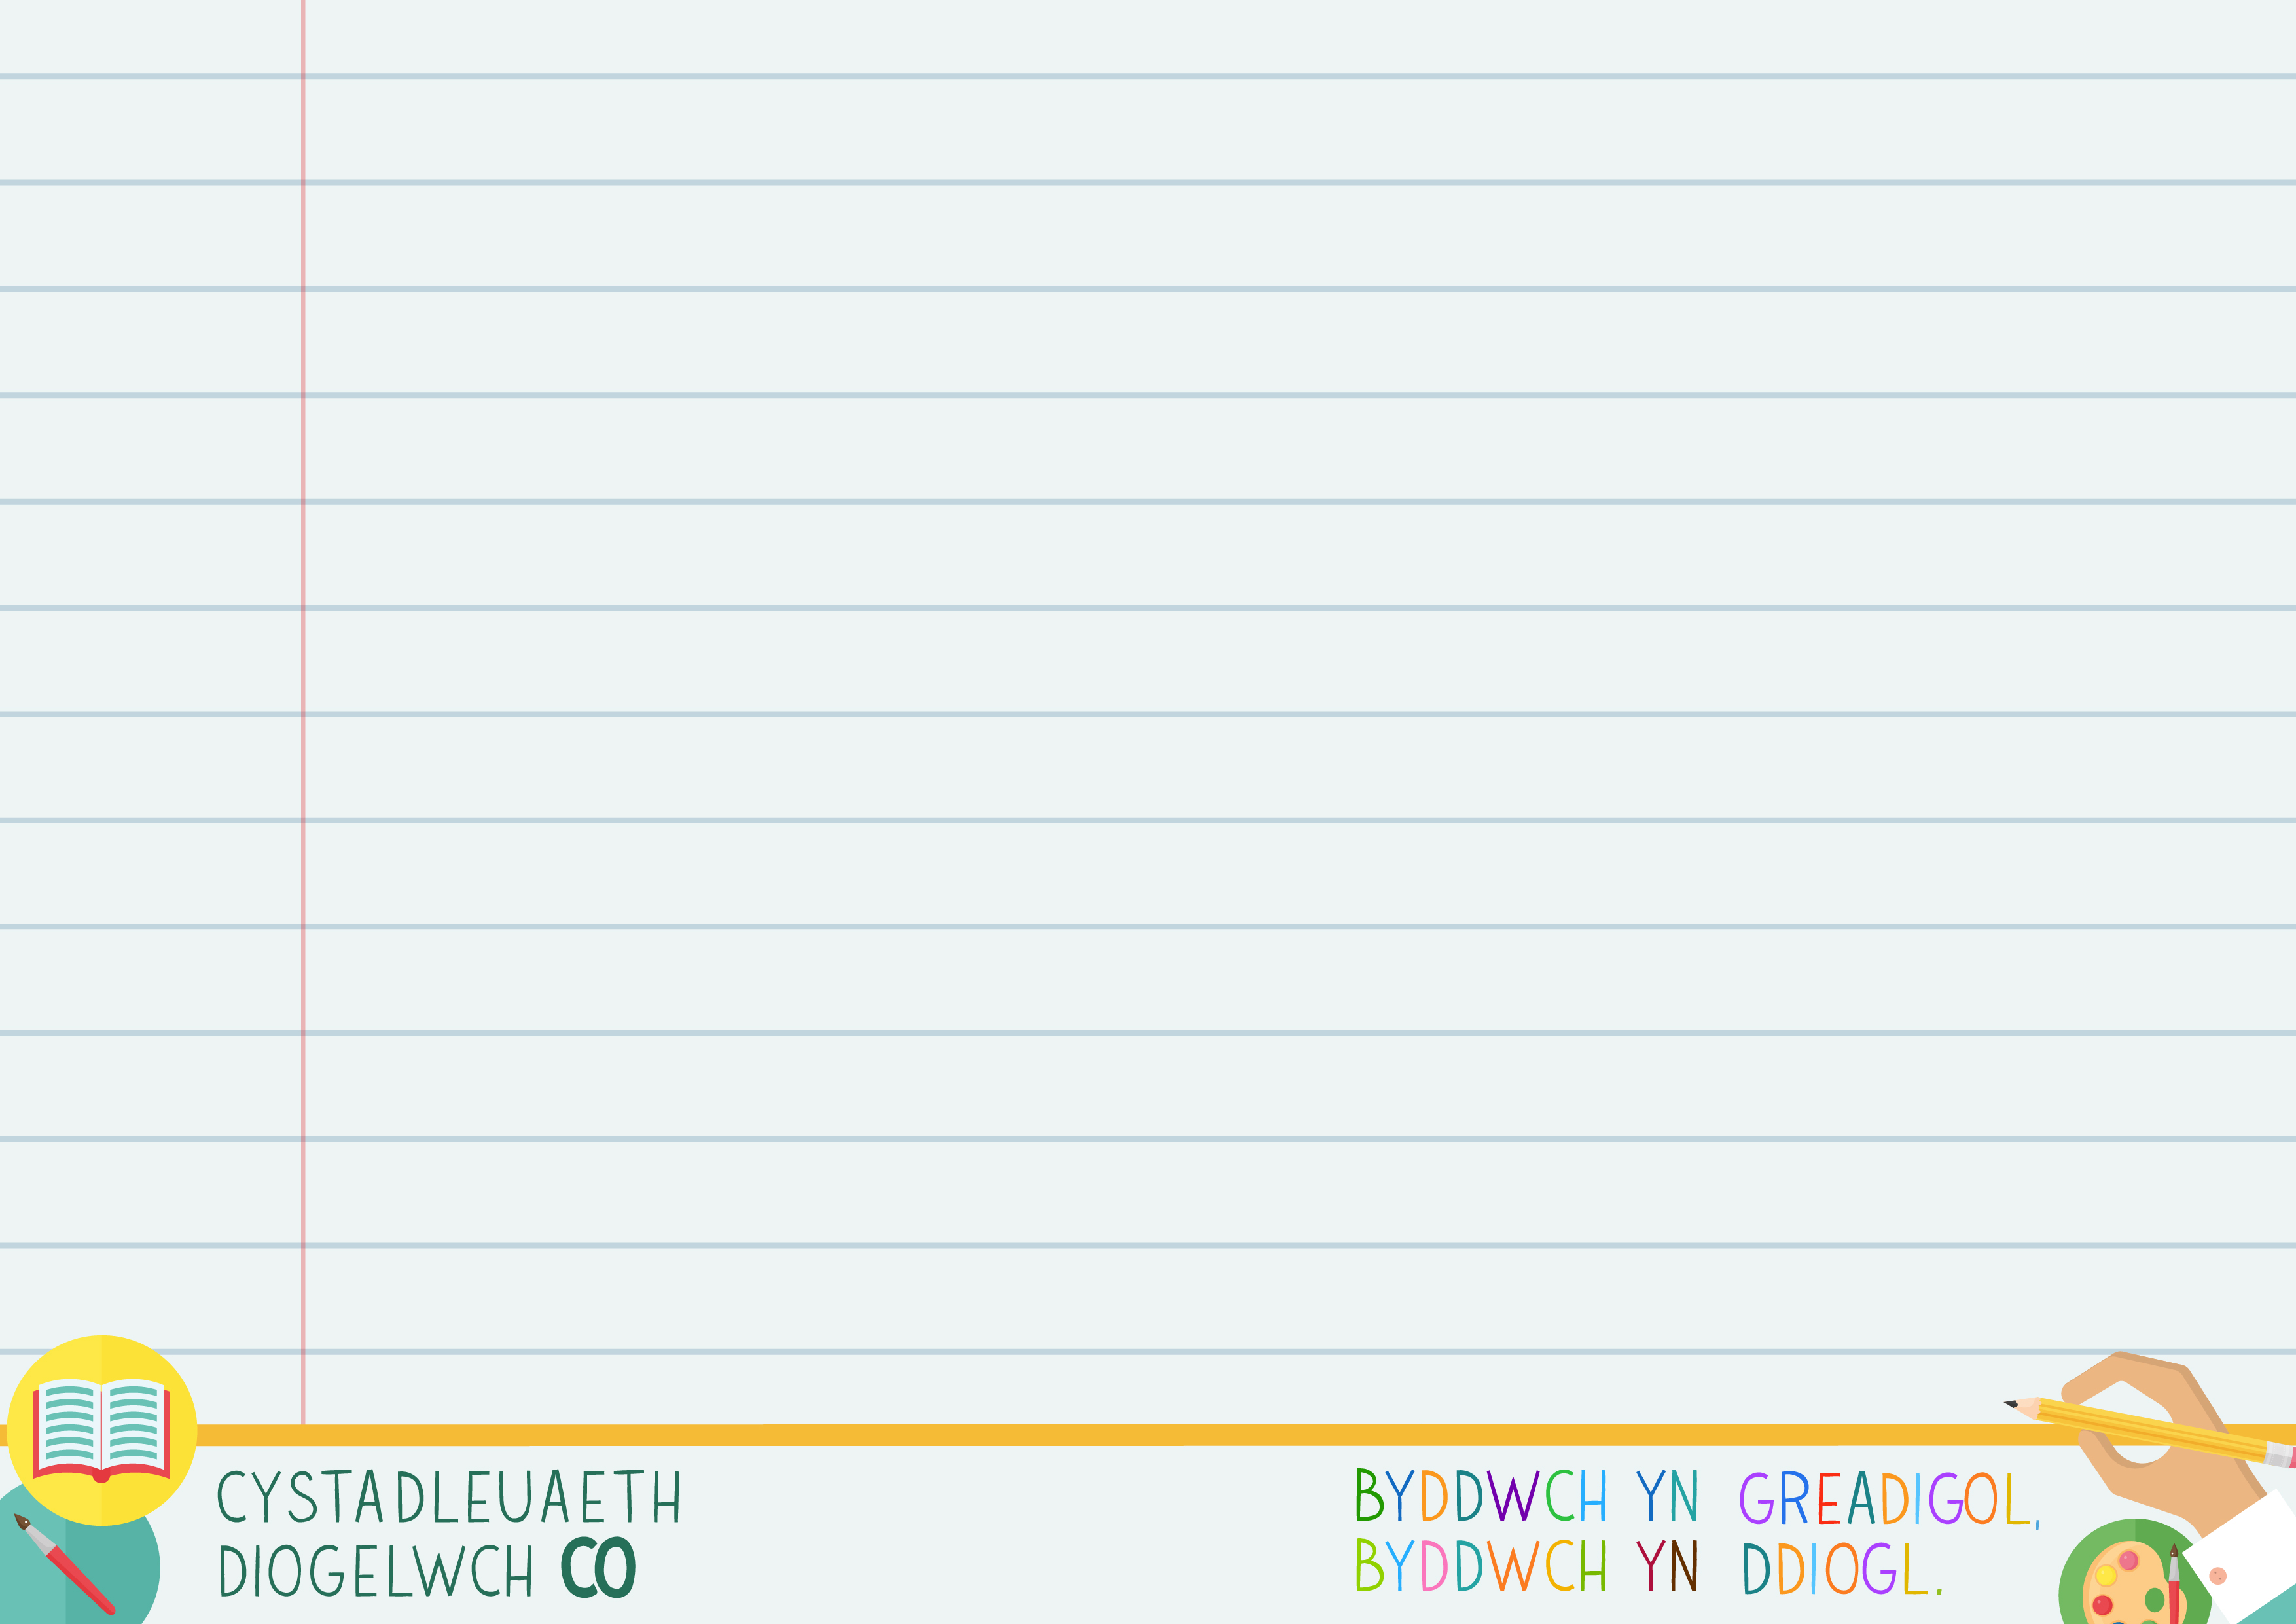 CYSTADLEUAETH
DIOGELWCH CO
BYDDWCH YN GREADIGOL,
BYDDWCH YN DDIOGL.